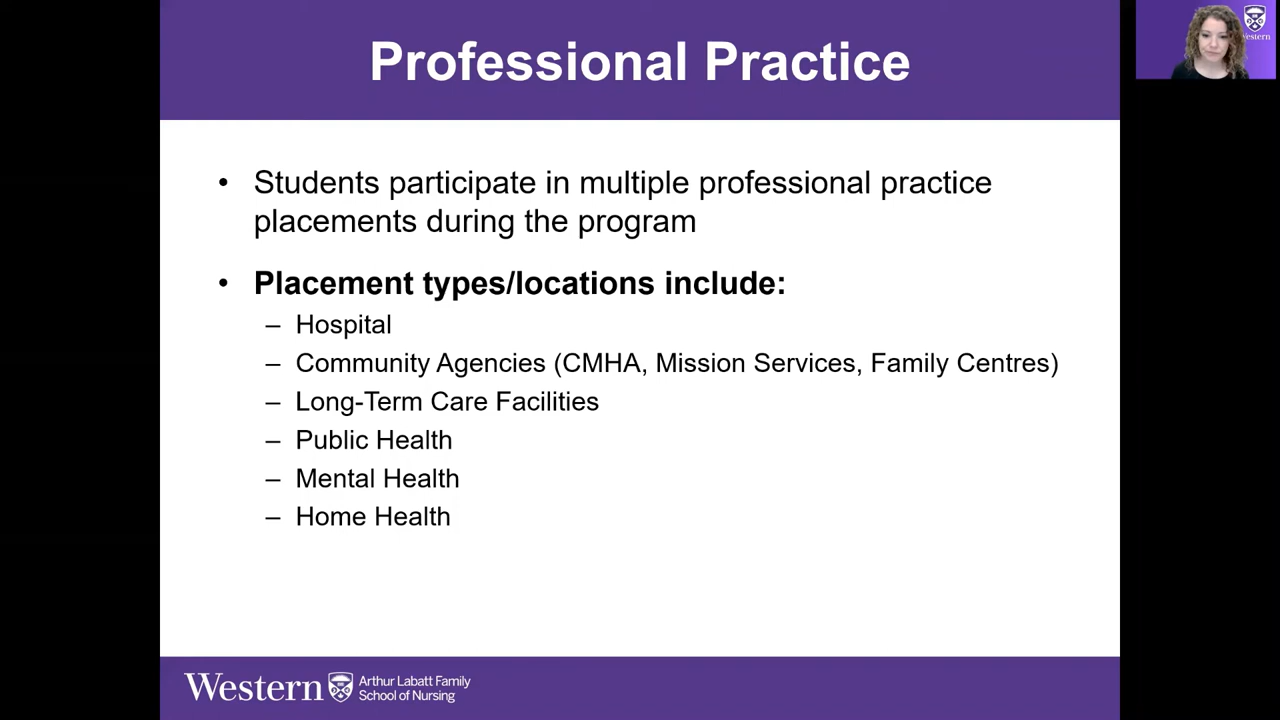 Professional Practice
• Students participate in multiple professional practice
placements during the program
• Placement types/locations include:
– Hospital
– Community Agencies (CMHA, Mission Services, Family Centres)
– Long-Term Care Facilities
– Public Health
– Mental Health
– Home Health
Western
Arthur Labatt Family
School of Nursing